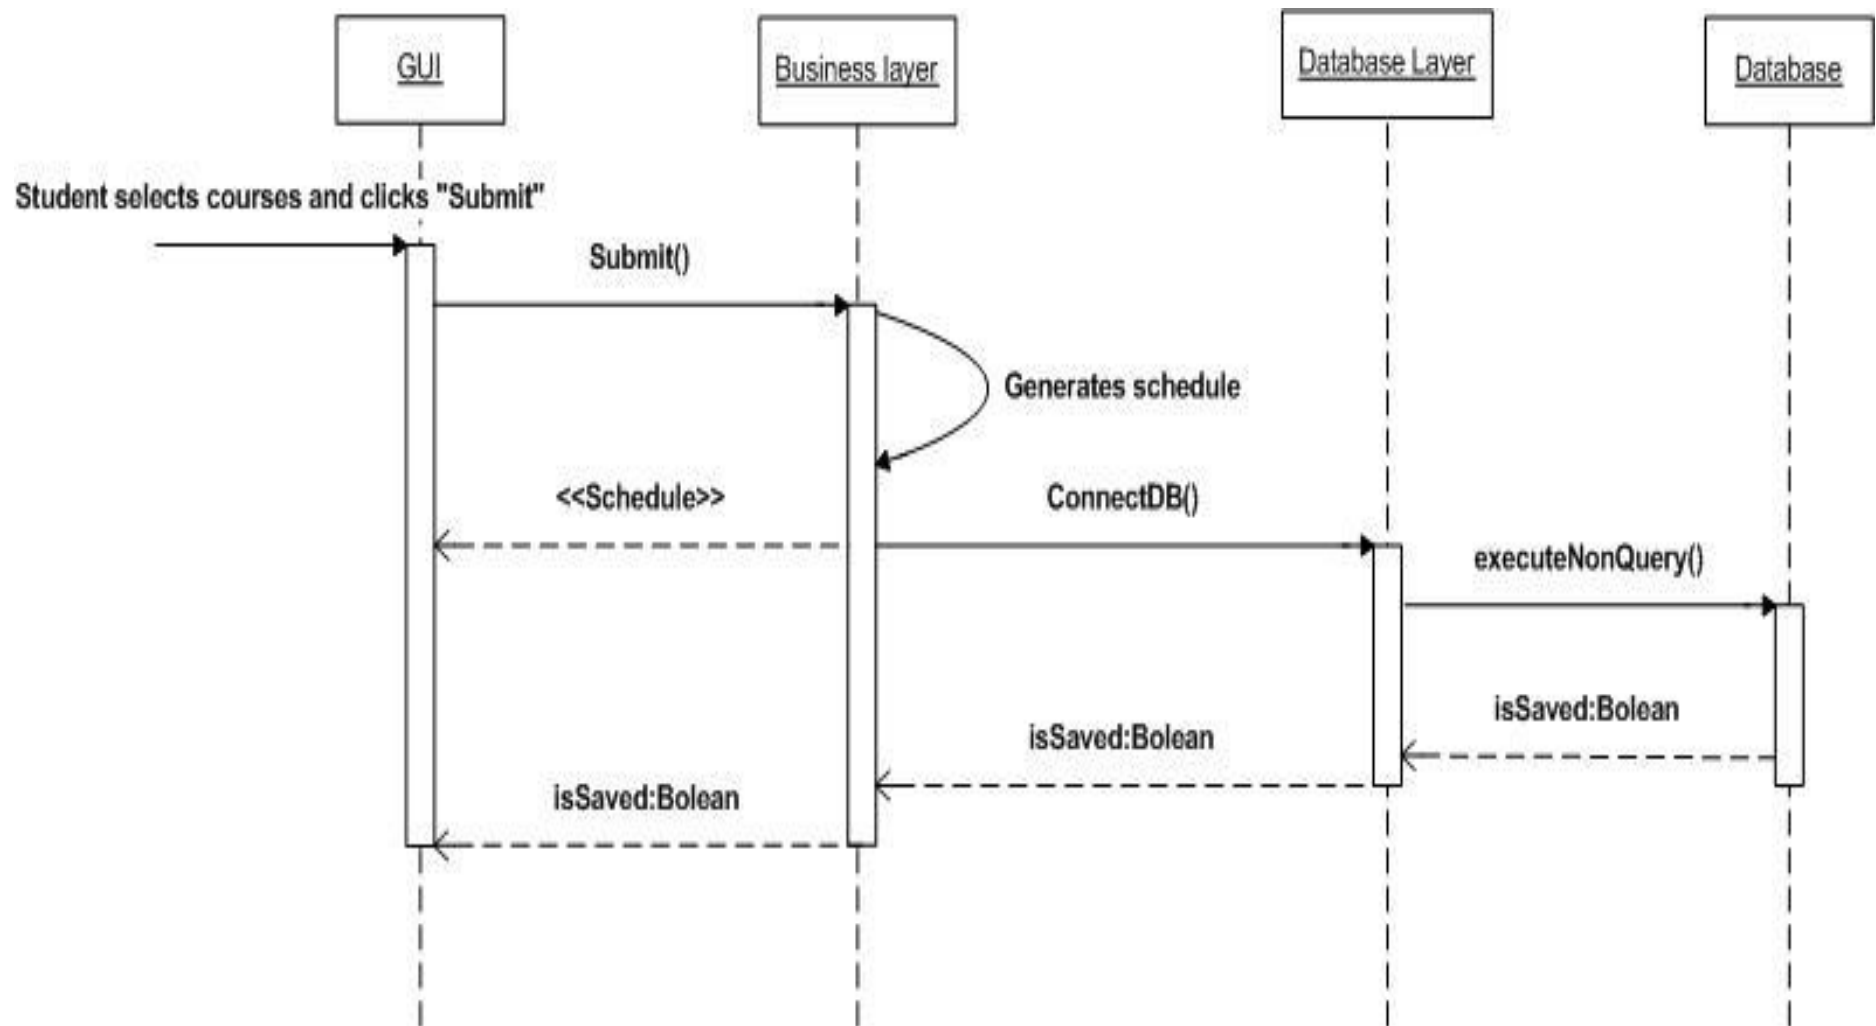 GUI
Business layer
Database Layer
Database
Student selects courses and clicks "Submit"
Submit()
Generates schedule
<<Schedule>>
ConnectDB()
executeNonQuery()
isSaved:Bolean
isSaved:Bolean
isSaved:Bolean